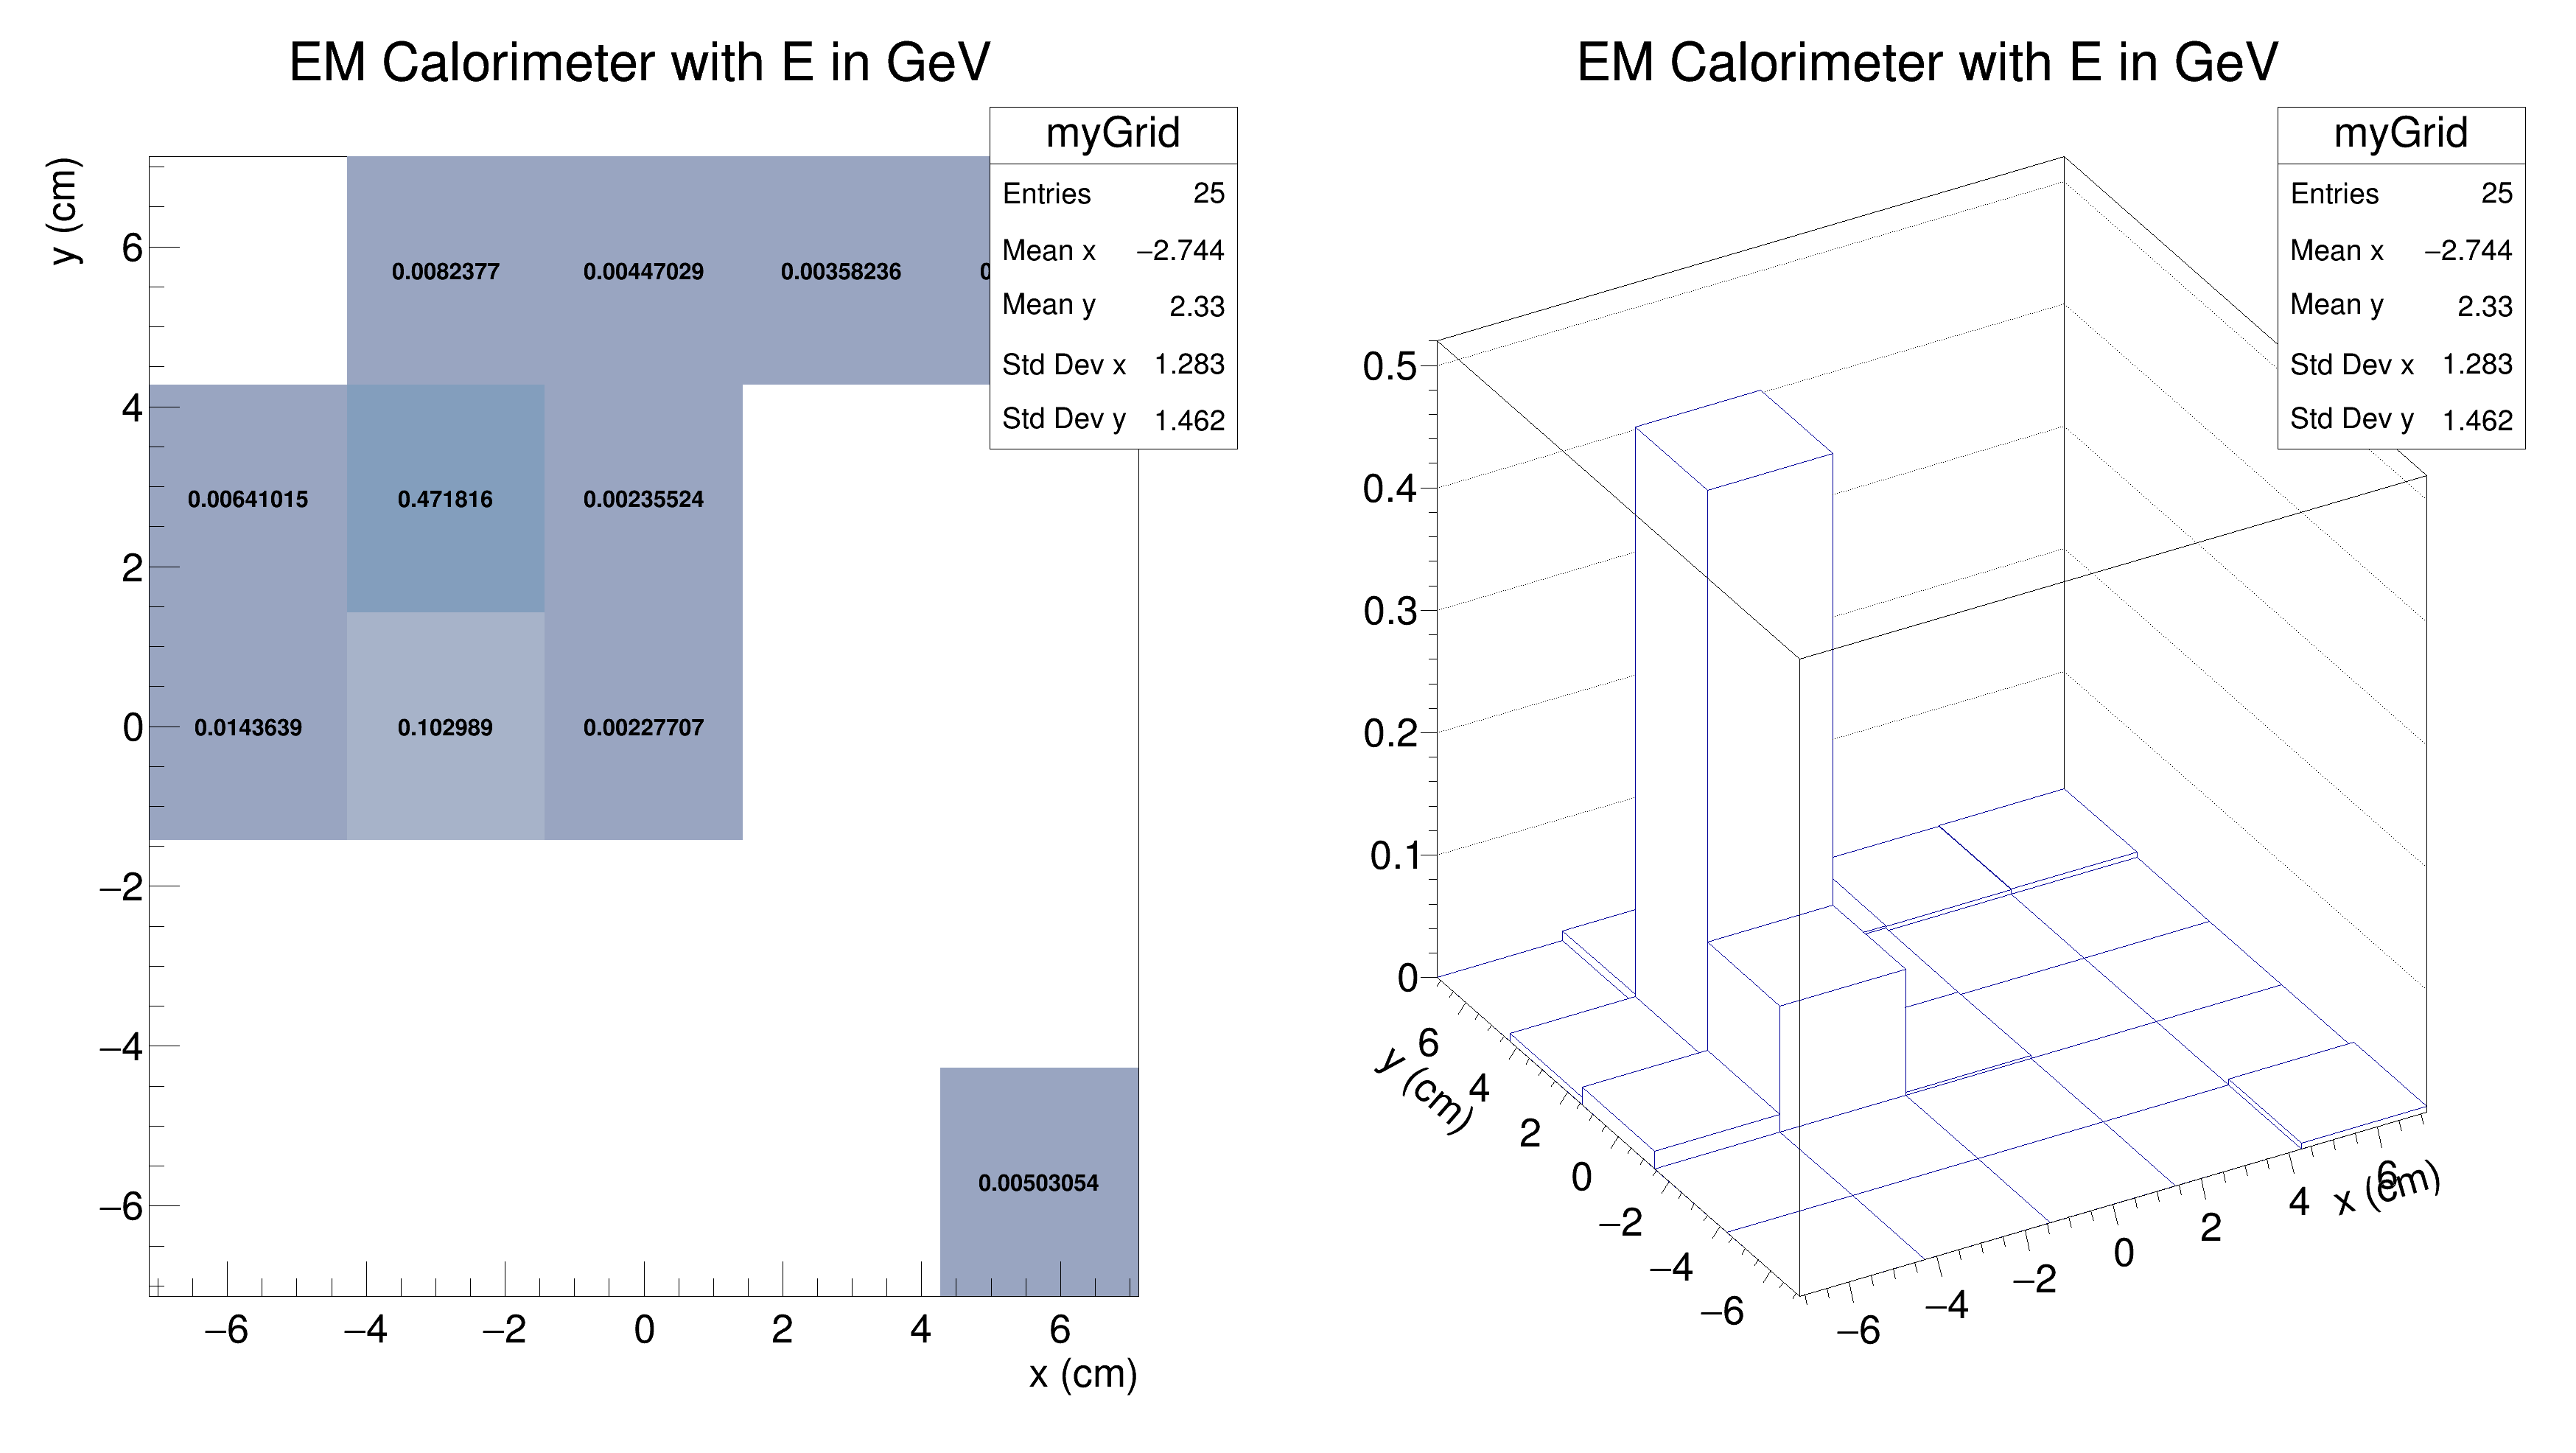 EM Calorimeter with E in GeV
myGrid
Entries 25
Mean x −2.744
Mean y 2.33
Std Dev x 1.283
Std Dev y 1.462
y (cm)
6
4
2
0
−2
−4
−6
0.0082377 0.00447029 0.00358236
0.00641015 0.471816 0.00235524
0.0143639 0.102989 0.00227707
0.00503054
−6 −4 −2 0 2 4 6
x (cm)
EM Calorimeter with E in GeV
myGrid
Entries 25
Mean x −2.744
Mean y 2.33
Std Dev x 1.283
Std Dev y 1.462
0.5
0.4
0.3
0.2
0.1
0
6
4
2
0
−2
−4
−6
y (cm)
−6 −4 −2 0 2 4 6
x (cm)